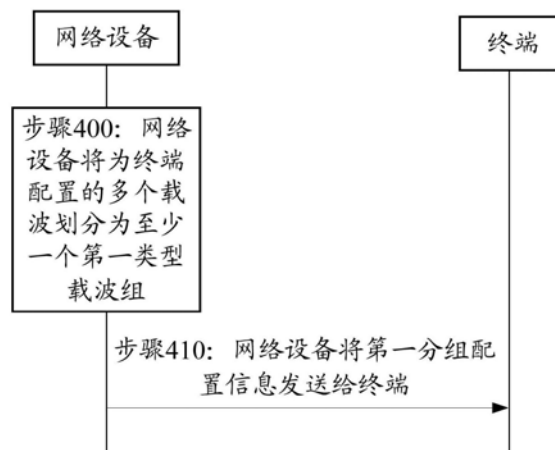 网络设备
终端
步骤400：网络
设备将为终端
配置的多个载
波划分为至少
一个第一类型
载波组
步骤410：网络设备将第一分组配
置信息发送给终端